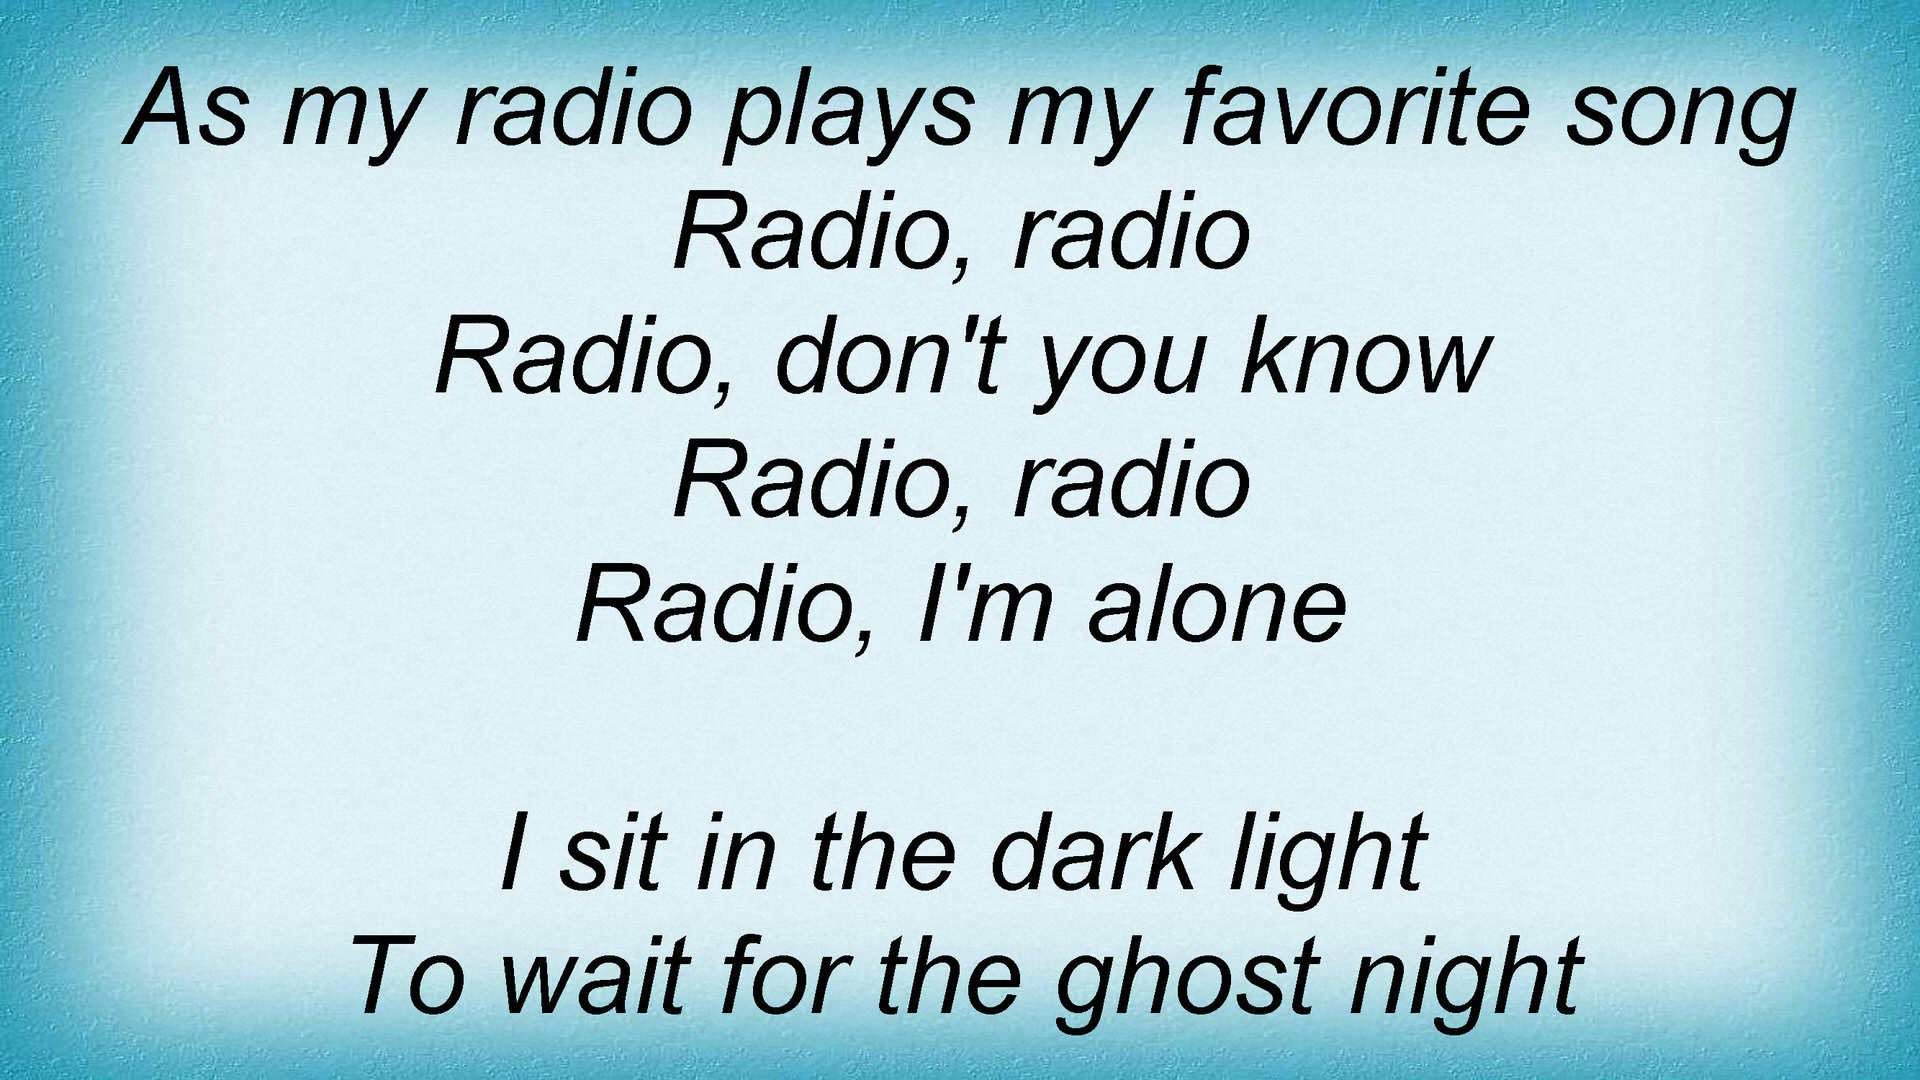 As my radio plays my favorite song
Radio, radio
Radio, don't you know
Radio, radio
Radio, I'm alone
I sit in the dark light
To wait for the ghost night